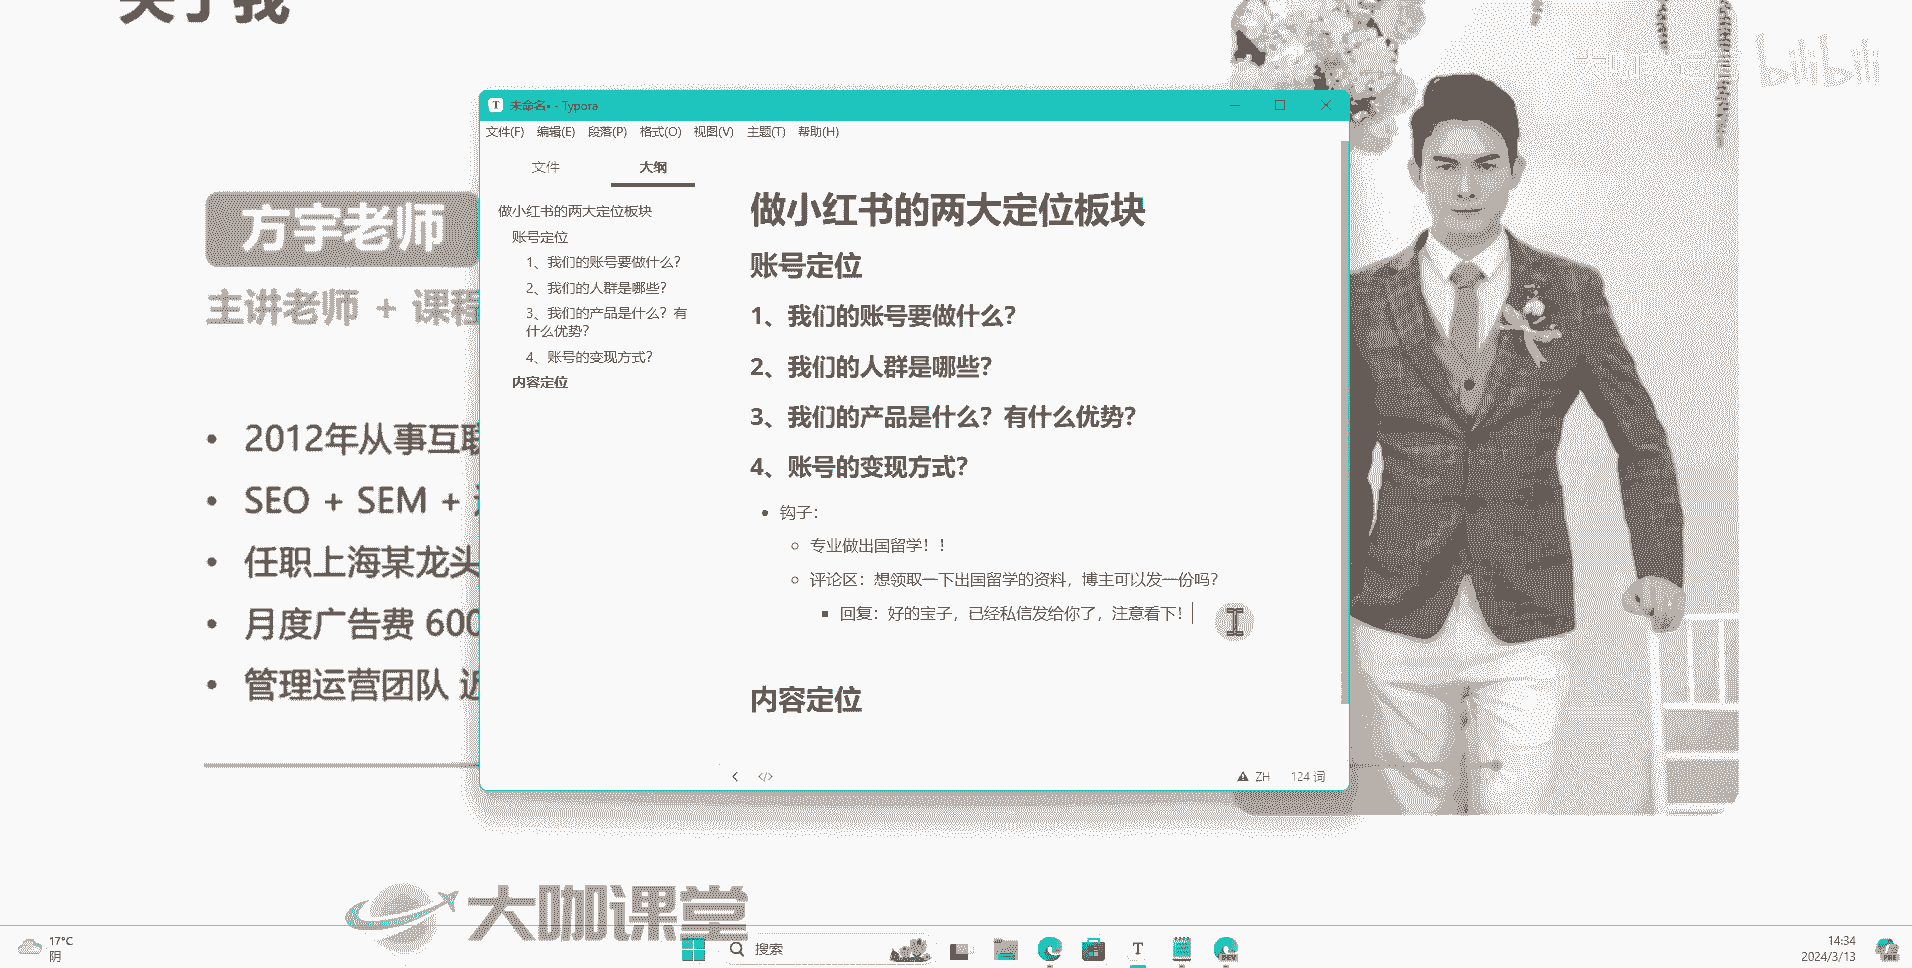 关于我
bilibili
未命名• - Typora
文件(F) 编辑(E) 段落(P) 格式(O) 视图(V) 主题(T) 帮助(H)
文件 大纲
做小红书的两大定位板块
账号定位
1、我们的账号要做什么？
2、我们的人群是哪些？
3、我们的产品是什么？有
什么优势？
4、账号的变现方式？
内容定位
做小红书的两大定位板块
账号定位
1、我们的账号要做什么？
2、我们的人群是哪些？
3、我们的产品是什么？有什么优势？
4、账号的变现方式？
• 钩子：
专业做出国留学！！
评论区：想领取一下出国留学的资料，博主可以发一份吗？
回复：好的宝子，已经私信发给你了，注意看下！
内容定位
ZH 124 词
方宇老师
主讲老师 + 课程
• 2012年从事互联
• SEO + SEM +
• 任职上海某龙头
• 月度广告费 600
• 管理运营团队 近
大咖课堂
17°C
阴
搜索
T
DEV
14:34
2024/3/13
PRE